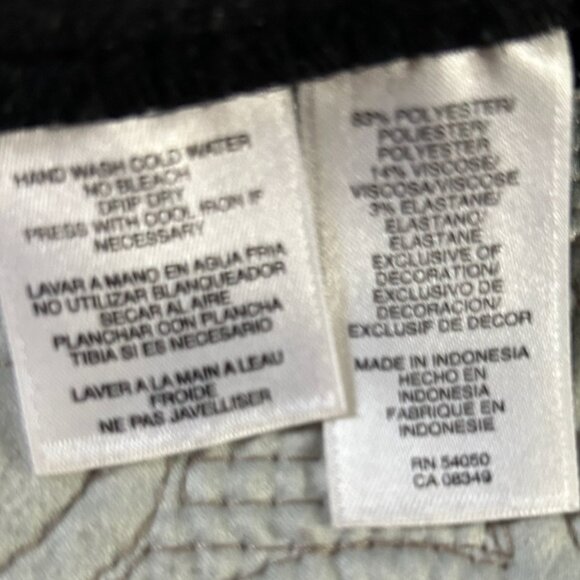 HAND WASH COLD WATER
NO BLEACH
DRIP DRY
PRESS WITH COOL IRON IF
NECESSARY
LAVAR A MANO EN AGUA FRIA
NO UTILIZAR BLANQUEADOR
SECAR AL AIRE
PLANCHAR CON PLANCHA
TIBIA SI ES NECESARIO
LAVER A LA MAIN A LEAU
FROIDE
NE PAS JAVELLISER
83% POLYESTER/
POLIESTER/
POLYESTER
14% VISCOSE/
VISCOSA/VISCOSE
3% ELASTANE/
ELASTANO/
ELASTANE
EXCLUSIVE OF
DECORATION/
EXCLUSIVO DE
DECORACION/
EXCLUSIF DE DECOR
MADE IN INDONESIA
HECHO EN
INDONESIA
FABRIQUE EN
INDONESIE
RN 54050
CA 08349